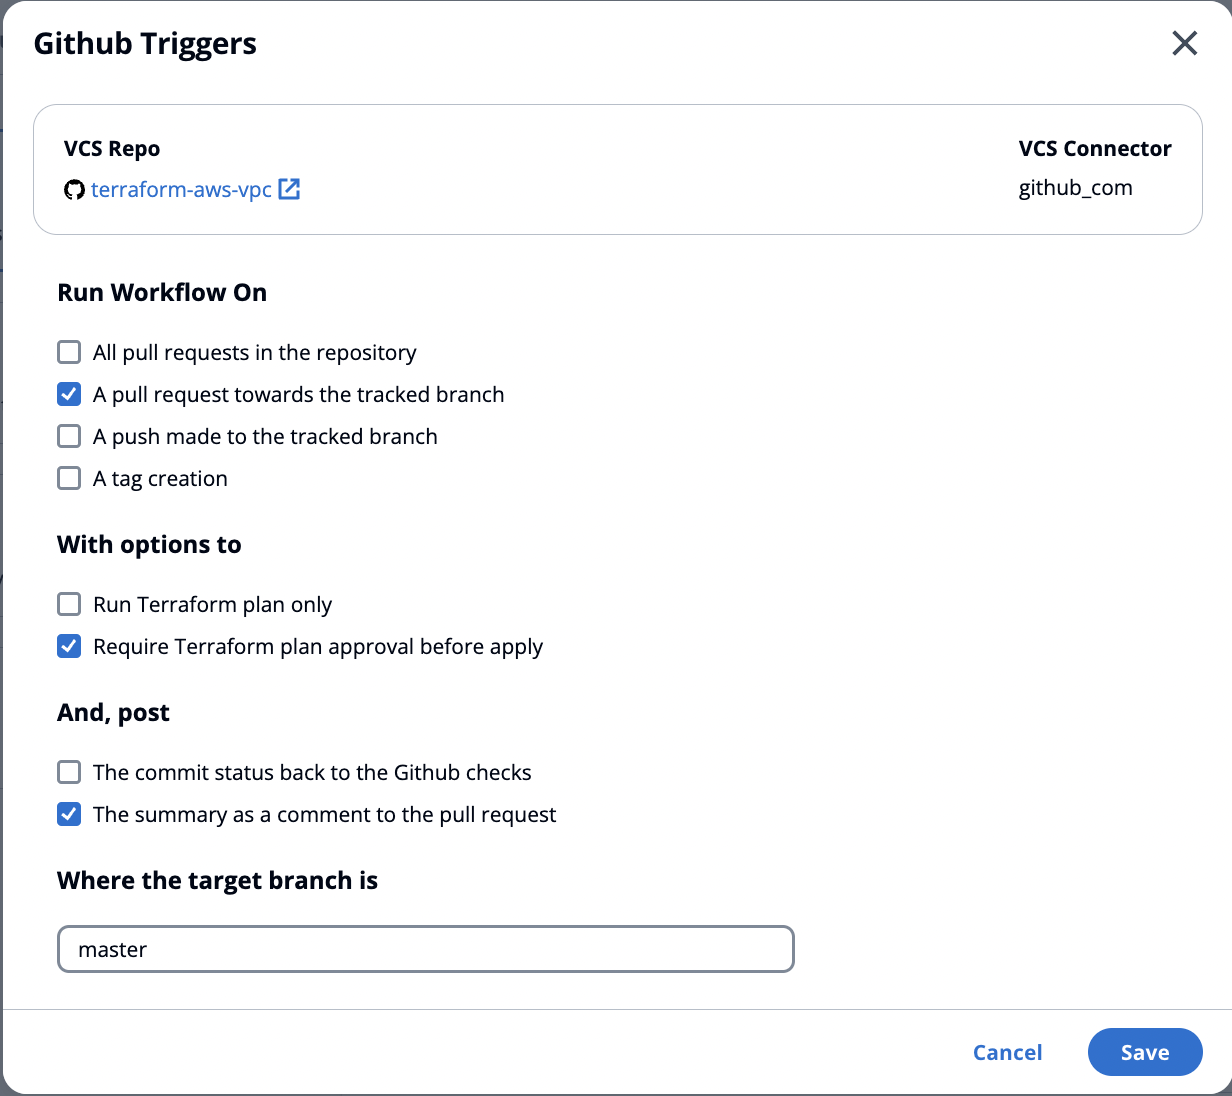 Github Triggers
VCS Repo
VCS Connector
terraform-aws-vpc
github_com
Run Workflow On
All pull requests in the repository
A pull request towards the tracked branch
A push made to the tracked branch
A tag creation
With options to
Run Terraform plan only
Require Terraform plan approval before apply
And, post
The commit status back to the Github checks
The summary as a comment to the pull request
Where the target branch is
master
Cancel
Save